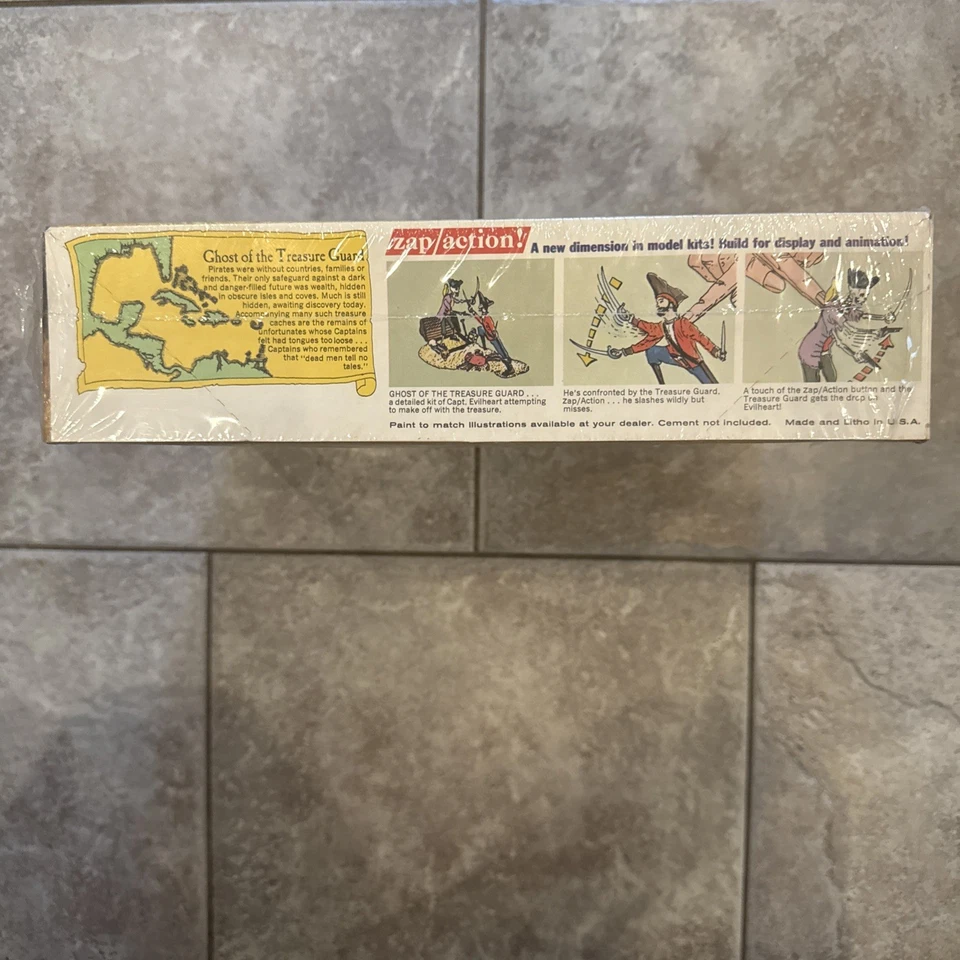 Ghost of the Treasure Guard
Pirates were without countries, families or
friends. Their only safeguard against a dark
and danger-filled future was wealth, hidden
in obscure isles and coves. Much is still
hidden, awaiting discovery today.
Accompanying many such treasure
caches are the remains of
unfortunates whose Captains
felt had tongues too loose . . .
Captains who remembered
that "dead men tell no
tales."
zap/action!
A new dimension in model kits! Build for display and animation!
GHOST OF THE TREASURE GUARD . . .
a detailed kit of Capt. Evilheart attempting
to make off with the treasure.
He's confronted by the Treasure Guard.
Zap/Action . . . he slashes wildly but
misses.
A touch of the Zap/Action button and the
Treasure Guard gets the drop on
Evilheart!
Paint to match illustrations available at your dealer. Cement not included. Made and Litho in U.S.A.